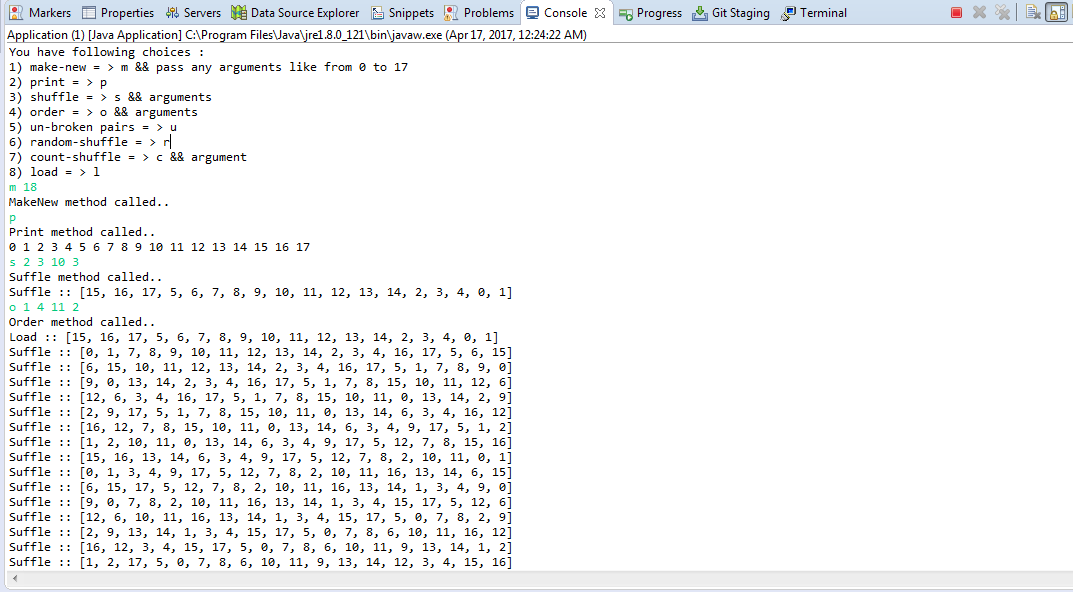 Markers Properties Servers Data Source Explorer Snippets Problems Console Progress Git Staging Terminal
Application (1) [Java Application] C:\Program Files\Java\jre1.8.0_121\bin\javaw.exe (Apr 17, 2017, 12:24:22 AM)
You have following choices :
1) make-new = > m && pass any arguments like from 0 to 17
2) print = > p
3) shuffle = > s && arguments
4) order = > o && arguments
5) un-broken pairs = > u
6) random-shuffle = > r
7) count-shuffle = > c && argument
8) load = > l
m 18
MakeNew method called..
p
Print method called..
0 1 2 3 4 5 6 7 8 9 10 11 12 13 14 15 16 17
s 2 3 10 3
Suffle method called..
Suffle :: [15, 16, 17, 5, 6, 7, 8, 9, 10, 11, 12, 13, 14, 2, 3, 4, 0, 1]
o 1 4 11 2
Order method called..
Load :: [15, 16, 17, 5, 6, 7, 8, 9, 10, 11, 12, 13, 14, 2, 3, 4, 0, 1]
Suffle :: [0, 1, 7, 8, 9, 10, 11, 12, 13, 14, 2, 3, 4, 16, 17, 5, 6, 15]
Suffle :: [6, 15, 10, 11, 12, 13, 14, 2, 3, 4, 16, 17, 5, 1, 7, 8, 9, 0]
Suffle :: [9, 0, 13, 14, 2, 3, 4, 16, 17, 5, 1, 7, 8, 15, 10, 11, 12, 6]
Suffle :: [12, 6, 3, 4, 16, 17, 5, 1, 7, 8, 15, 10, 11, 0, 13, 14, 2, 9]
Suffle :: [2, 9, 17, 5, 1, 7, 8, 15, 10, 11, 0, 13, 14, 6, 3, 4, 16, 12]
Suffle :: [16, 12, 7, 8, 15, 10, 11, 0, 13, 14, 6, 3, 4, 9, 17, 5, 1, 2]
Suffle :: [1, 2, 10, 11, 0, 13, 14, 6, 3, 4, 9, 17, 5, 12, 7, 8, 15, 16]
Suffle :: [15, 16, 13, 14, 6, 3, 4, 9, 17, 5, 12, 7, 8, 2, 10, 11, 0, 1]
Suffle :: [0, 1, 3, 4, 9, 17, 5, 12, 7, 8, 2, 10, 11, 16, 13, 14, 6, 15]
Suffle :: [6, 15, 17, 5, 12, 7, 8, 2, 10, 11, 16, 13, 14, 1, 3, 4, 9, 0]
Suffle :: [9, 0, 7, 8, 2, 10, 11, 16, 13, 14, 1, 3, 4, 15, 17, 5, 12, 6]
Suffle :: [12, 6, 10, 11, 16, 13, 14, 1, 3, 4, 15, 17, 5, 0, 7, 8, 2, 9]
Suffle :: [2, 9, 13, 14, 1, 3, 4, 15, 17, 5, 0, 7, 8, 6, 10, 11, 16, 12]
Suffle :: [16, 12, 3, 4, 15, 17, 5, 0, 7, 8, 6, 10, 11, 9, 13, 14, 1, 2]
Suffle :: [1, 2, 17, 5, 0, 7, 8, 6, 10, 11, 9, 13, 14, 12, 3, 4, 15, 16]